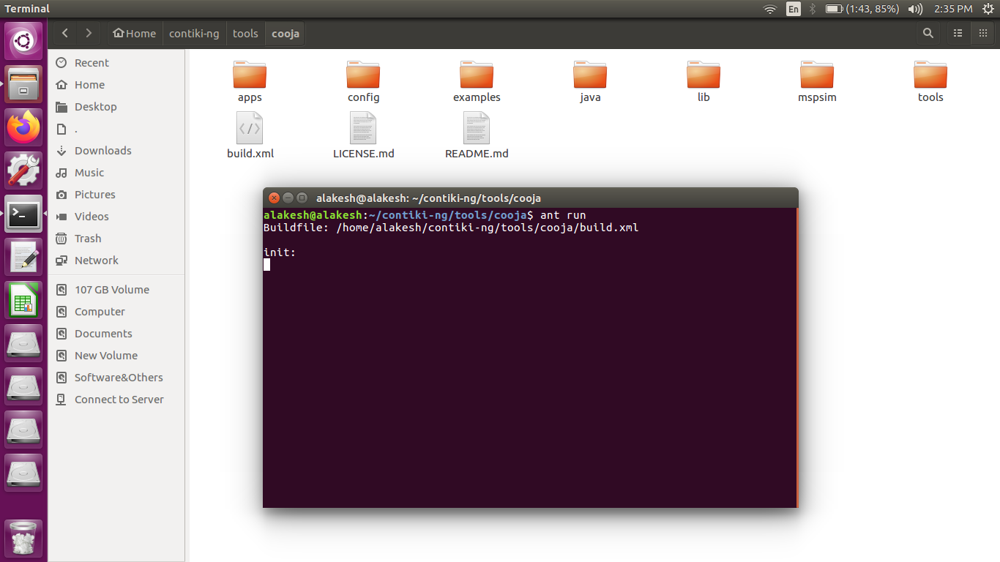 Terminal
En
(1:43, 85%)
2:35 PM
Home
contiki-ng
tools
cooja
Recent
Home
Desktop
.
Downloads
Music
Pictures
Videos
Trash
Network
107 GB Volume
Computer
Documents
New Volume
Software&Others
Connect to Server
apps
config
examples
java
lib
mspsim
tools
build.xml
LICENSE.md
README.md
alakesh@alakesh: ~/contiki-ng/tools/cooja
alakesh@alakesh:~/contiki-ng/tools/cooja$ ant run
Buildfile: /home/alakesh/contiki-ng/tools/cooja/build.xml
init: